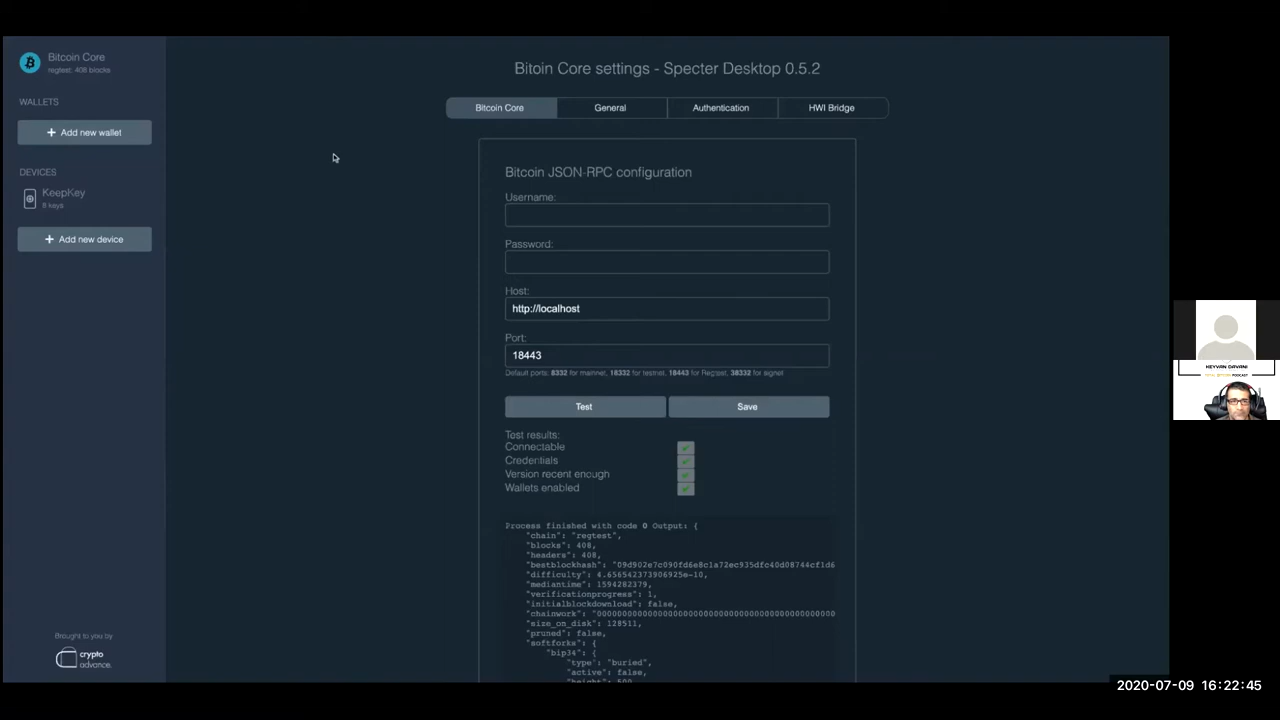 Bitcoin Core
regtest: 408 blocks
WALLETS
+ Add new wallet
DEVICES
KeepKey
8 keys
+ Add new device
Brought to you by
crypto
advance.
Bitoin Core settings - Specter Desktop 0.5.2
Bitcoin Core
General
Authentication
HWI Bridge
Bitcoin JSON-RPC configuration
Username:
Password:
Host:
http://localhost
Port:
18443
Default ports: 8332 for mainnet, 18332 for testnet, 18443 for Regtest, 38332 for signet
Test
Save
Test results:
Connectable
Credentials
Version recent enough
Wallets enabled
Process finished with code 0 Output: {
"chain": "regtest",
"blocks": 408,
"headers": 408,
"bestblockhash": "09d902e7c090fd6e8c1a72ec935dfc40d08744cf1d6
"difficulty": 4.656542373906925e-10,
"mediantime": 1594282379,
"verificationprogress": 1,
"initialblockdownload": false,
"chainwork": "0000000000000000000000000000000000000000000000
"size_on_disk": 128511,
"pruned": false,
"softforks": {
"bip34": {
"type": "buried",
"active": false,
"height": 500
KEYVAN DAVANI
TOTAL BITCOIN PODCAST
2020-07-09 16:22:45